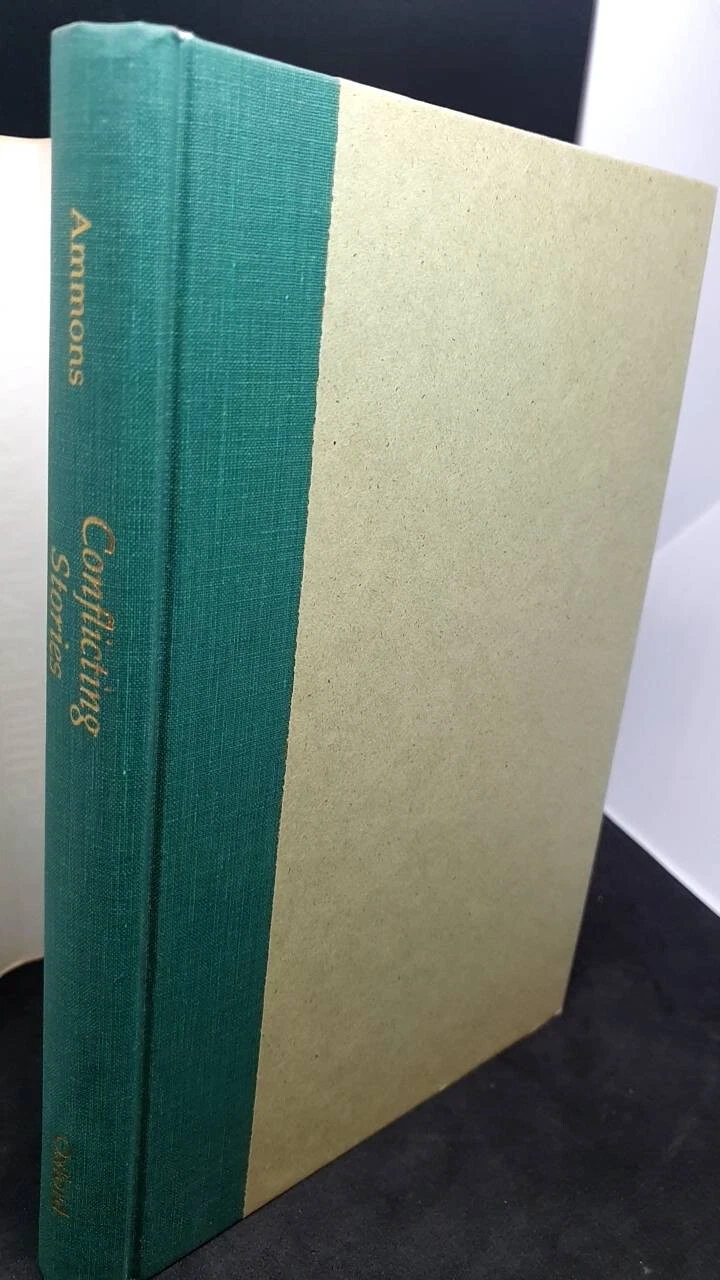 Ammons
Conflicting
Stories
Oxford